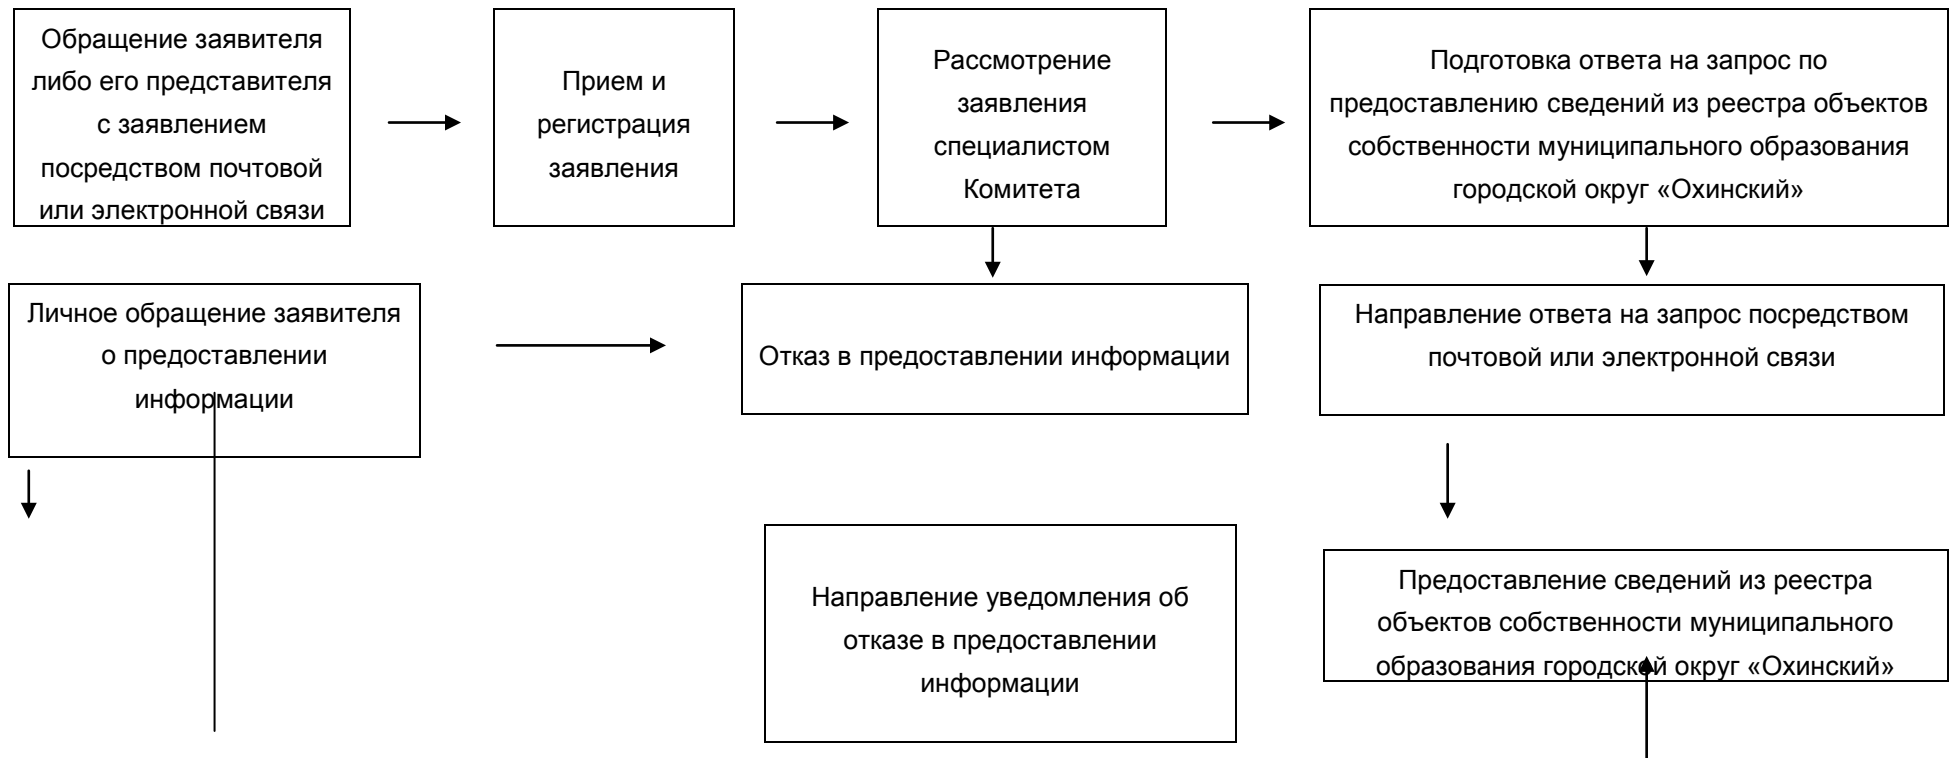 Обращение заявителя
либо его представителя
с заявлением
посредством почтовой
или электронной связи
Прием и
регистрация
заявления
Рассмотрение
заявления
специалистом
Комитета
Подготовка ответа на запрос по
предоставлению сведений из реестра объектов
собственности муниципального образования
городской округ «Охинский»
Личное обращение заявителя
о предоставлении
информации
Отказ в предоставлении информации
Направление ответа на запрос посредством
почтовой или электронной связи
Направление уведомления об
отказе в предоставлении
информации
Предоставление сведений из реестра
объектов собственности муниципального
образования городской округ «Охинский»